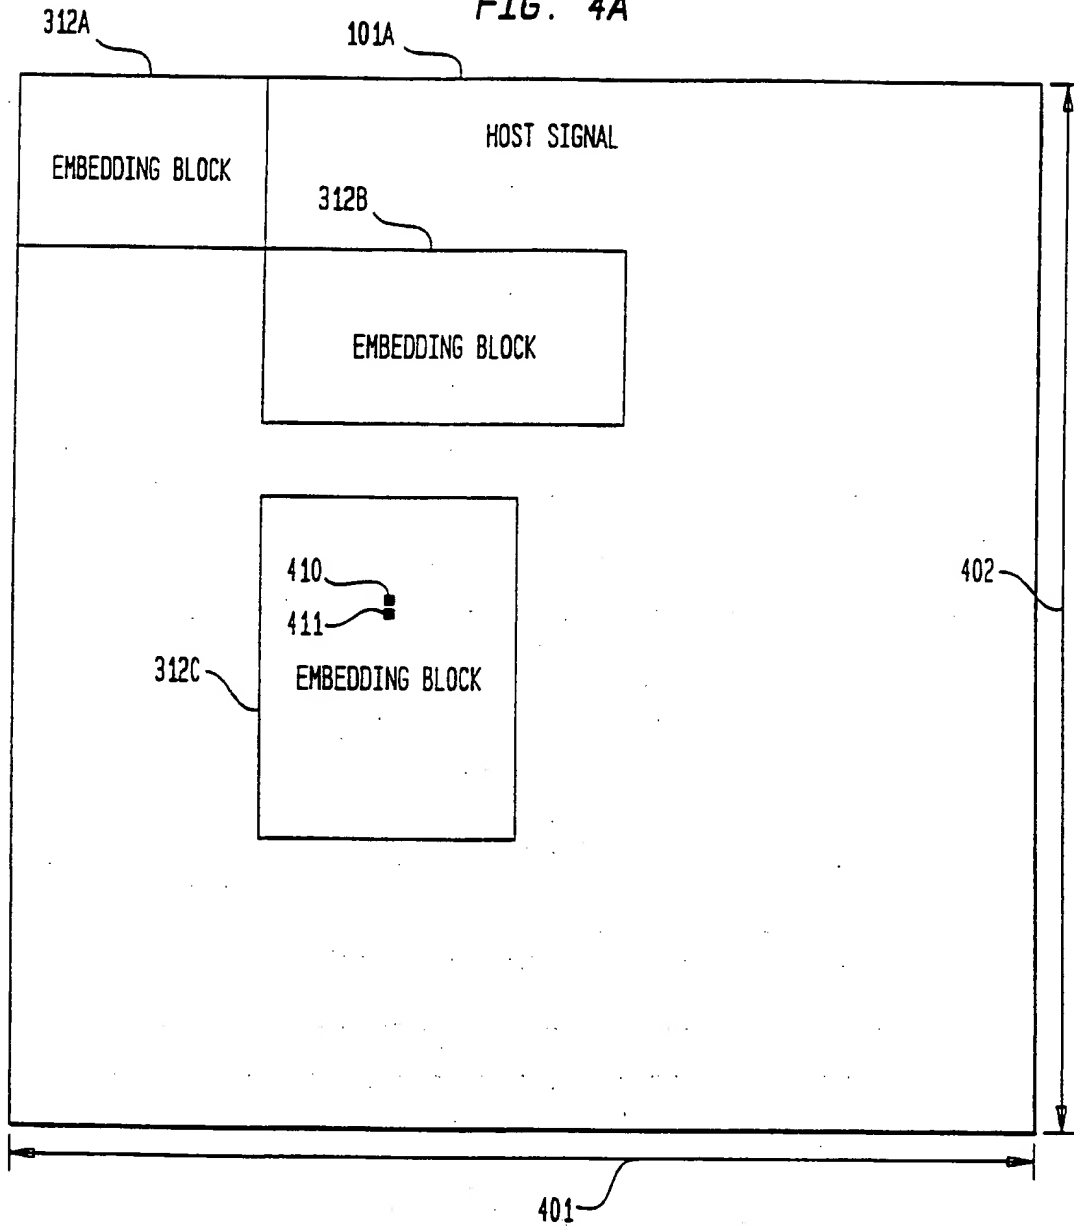 FIG. 4A
312A
101A
HOST SIGNAL
EMBEDDING BLOCK
312B
EMBEDDING BLOCK
410
402
411
312C
EMBEDDING BLOCK
401